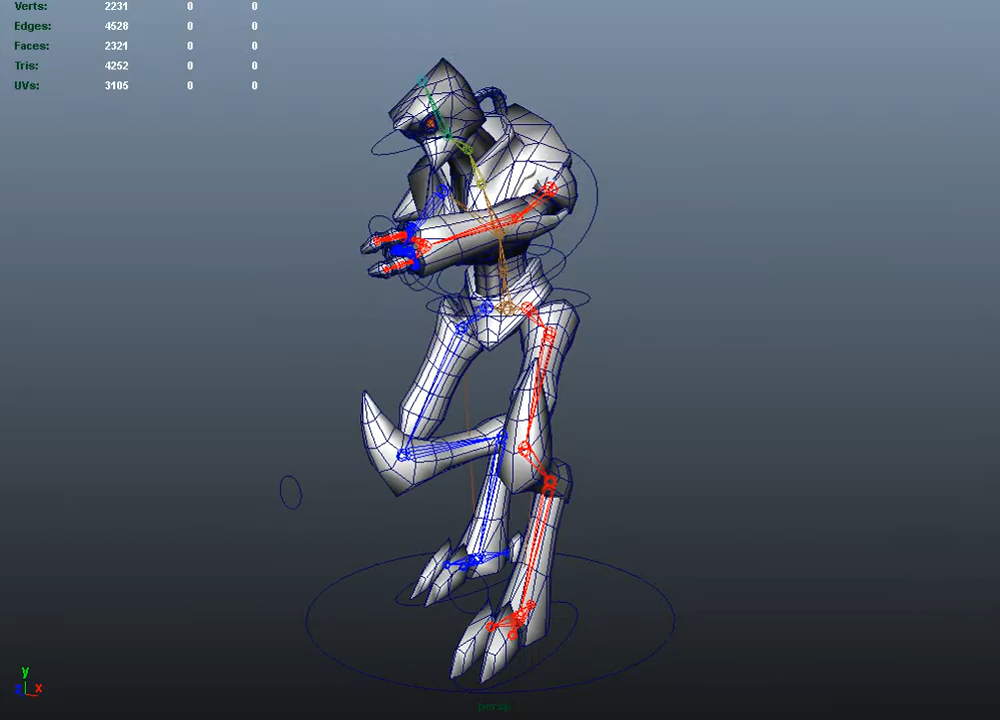 Verts: 2231 0 0
Edges: 4528 0 0
Faces: 2321 0 0
Tris: 4252 0 0
UVs: 3105 0 0
y
z x
persp